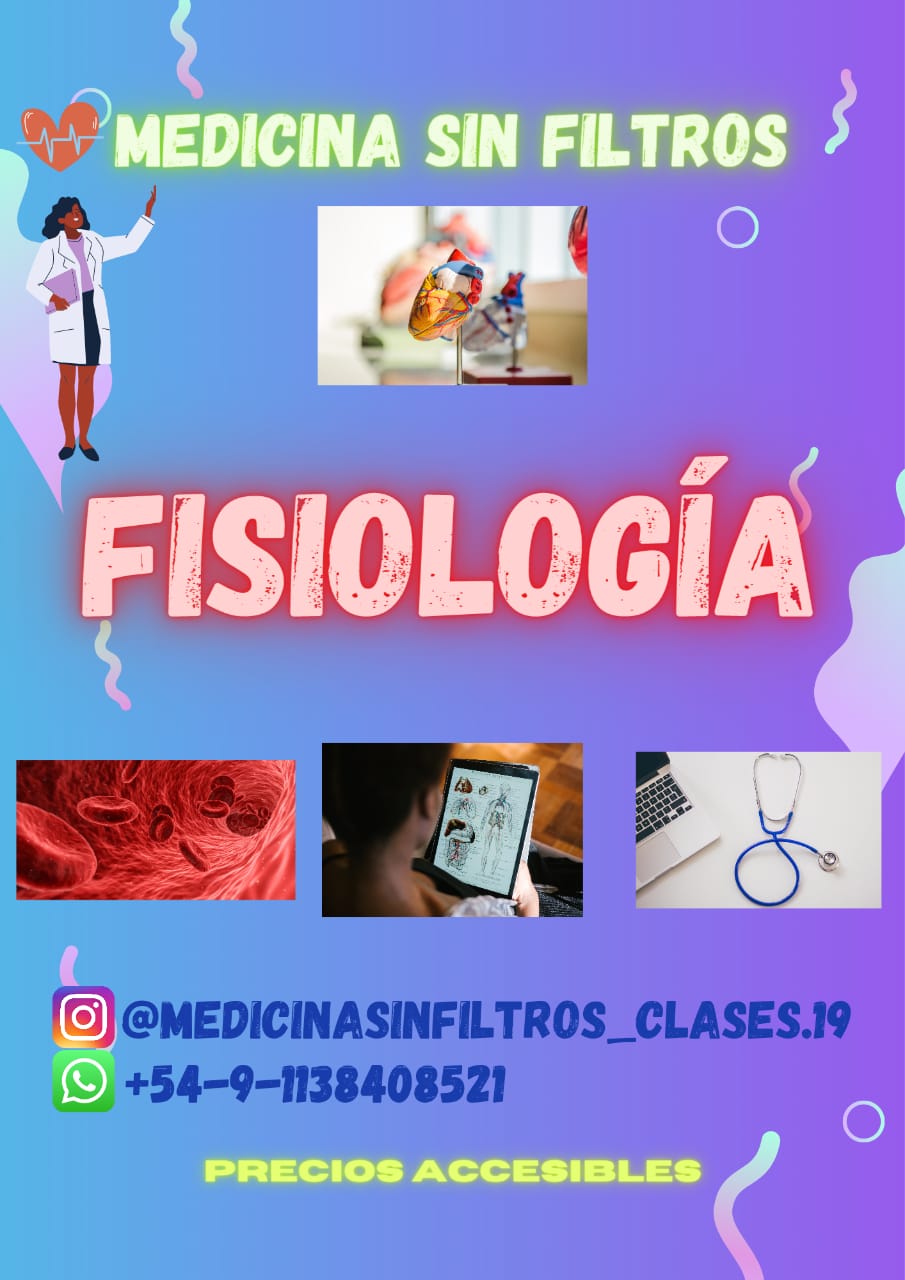 MEDICINA SIN FILTROS
FISIOLOGÍA
@MEDICINASINFILTROS_CLASES.19
+54-9-1138408521
PRECIOS ACCESIBLES